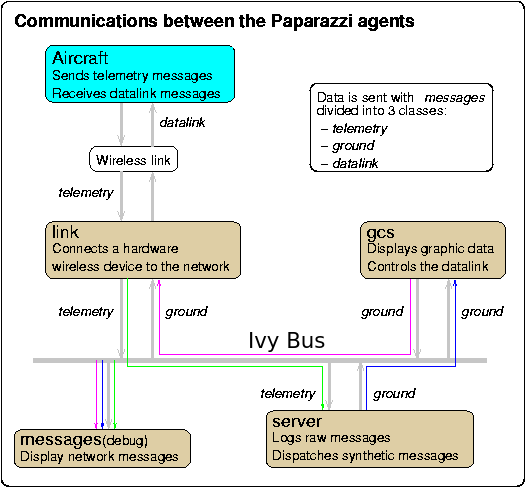 Communications between the Paparazzi agents
Aircraft
Sends telemetry messages
Receives datalink messages
Data is sent with messages
divided into 3 classes:
– telemetry
– ground
– datalink
datalink
Wireless link
telemetry
link
Connects a hardware
wireless device to the network
gcs
Displays graphic data
Controls the datalink
telemetry
ground
ground
ground
Ivy Bus
telemetry
ground
messages(debug)
Display network messages
server
Logs raw messages
Dispatches synthetic messages